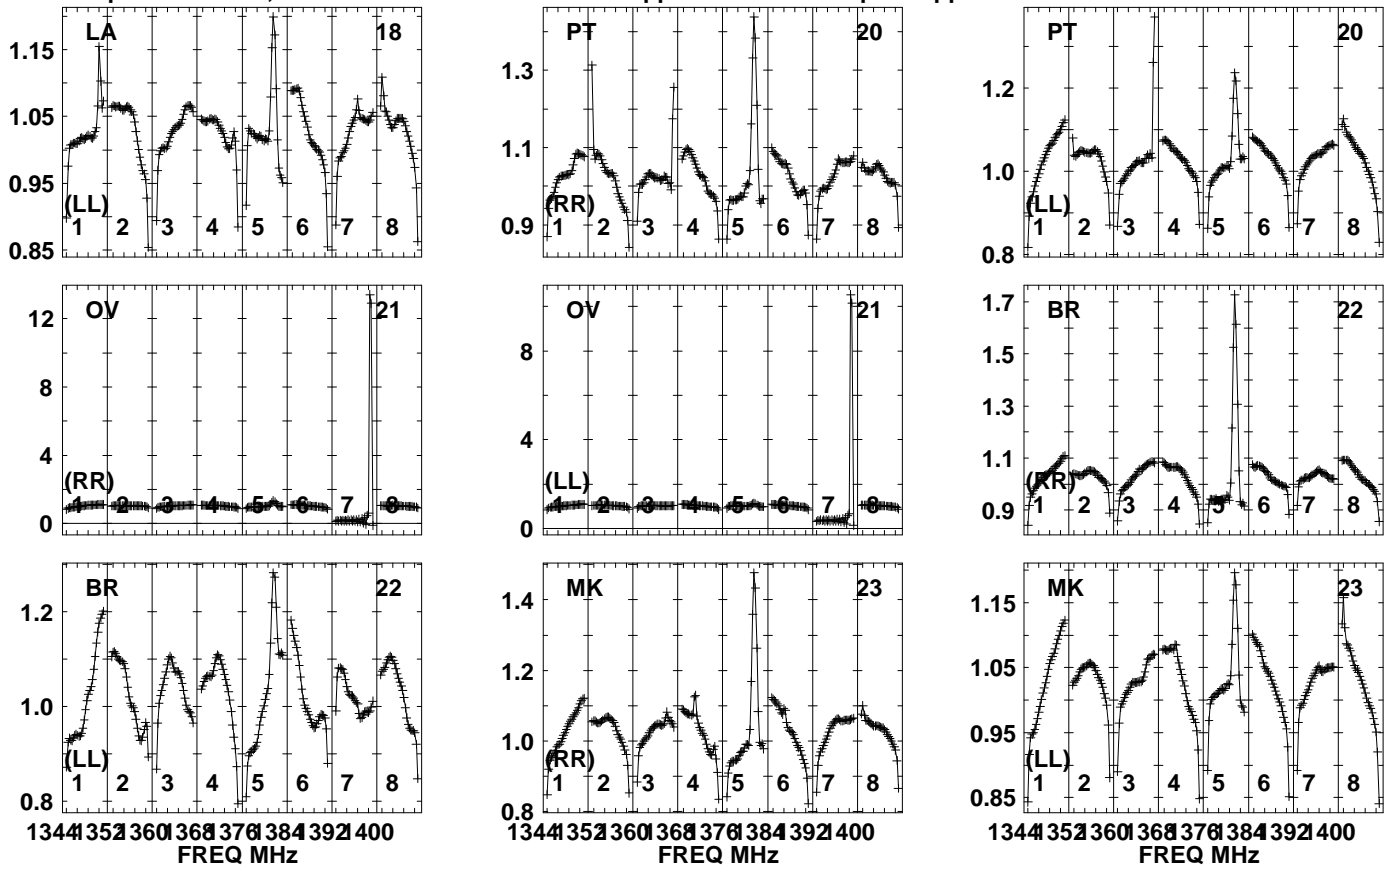 LA 18
1.15
1.05
0.95
0.85
(LL)
1 2 3 4 5 6 7 8
PT 20
1.3
1.1
0.9
(RR)
1 2 3 4 5 6 7 8
PT 20
1.2
1.0
0.8
(LL)
1 2 3 4 5 6 7 8
OV 21
12
8
4
0
(RR)
1 2 3 4 5 6 7 8
OV 21
8
4
0
(LL)
1 2 3 4 5 6 7 8
BR 22
1.7
1.5
1.3
1.1
0.9
(RR)
1 2 3 4 5 6 7 8
BR 22
1.2
1.0
0.8
(LL)
1 2 3 4 5 6 7 8
1344 1352 1360 1368 1376 1384 1392 1400
FREQ MHz
MK 23
1.4
1.2
1.0
0.8
(RR)
1 2 3 4 5 6 7 8
1344 1352 1360 1368 1376 1384 1392 1400
FREQ MHz
MK 23
1.15
1.05
0.95
0.85
(LL)
1 2 3 4 5 6 7 8
1344 1352 1360 1368 1376 1384 1392 1400
FREQ MHz